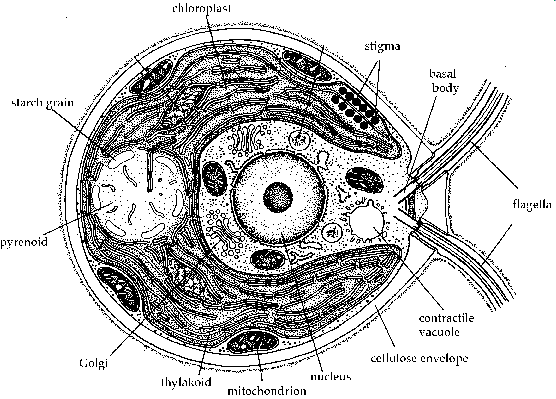 chloroplast
stigma
basal
body
starch grain
flagella
pyrenoid
contractile
vacuole
cellulose envelope
Golgi
thylakoid
mitochondrion
nucleus